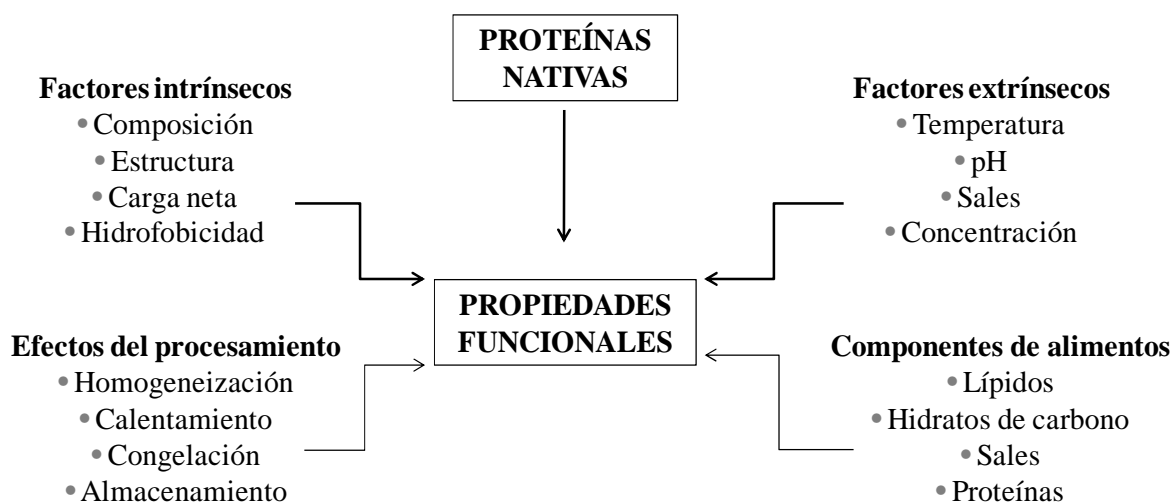 PROTEÍNAS
NATIVAS
Factores intrínsecos
• Composición
• Estructura
• Carga neta
• Hidrofobicidad
Factores extrínsecos
• Temperatura
• pH
• Sales
• Concentración
PROPIEDADES
FUNCIONALES
Efectos del procesamiento
• Homogeneización
• Calentamiento
• Congelación
• Almacenamiento
Componentes de alimentos
• Lípidos
• Hidratos de carbono
• Sales
• Proteínas